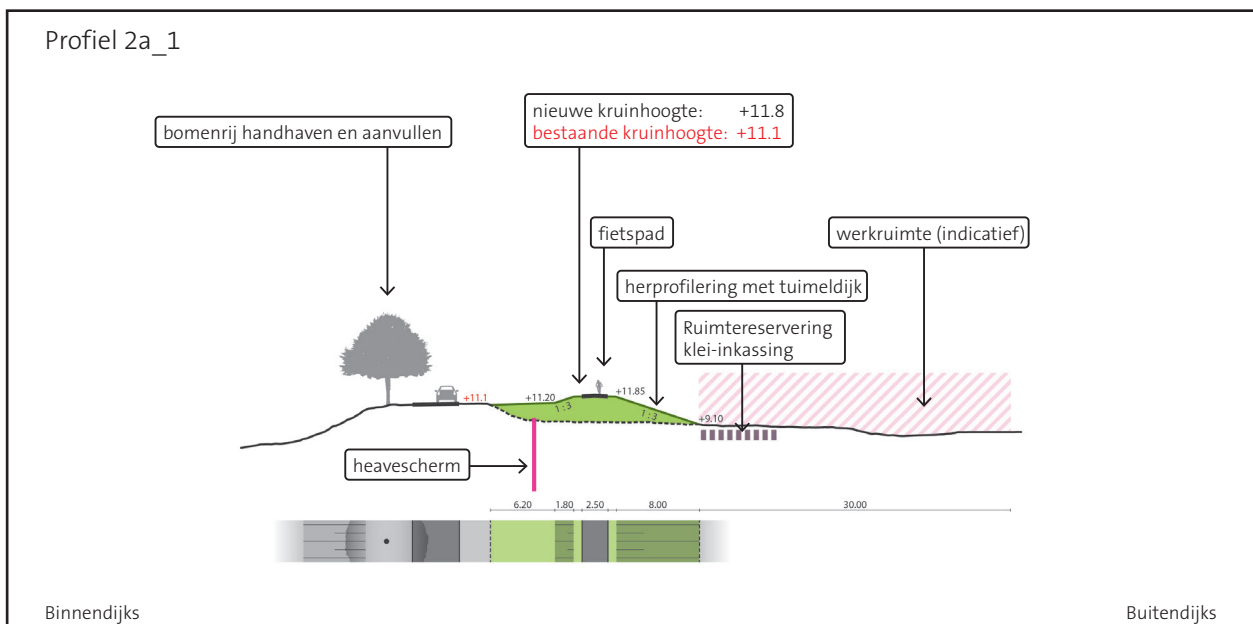 Profiel 2a_1
nieuwe kruinhoogte: +11.8
bestaande kruinhoogte: +11.1
bomenrij handhaven en aanvullen
fietspad
werkruimte (indicatief)
herprofilering met tuimeldijk
Ruimtereservering
klei-inkassing
+11.1
+11.20
+11.85
1 : 3
1 : 3
+9.10
heavescherm
6.20 1.80 2.50 8.00 30.00
Binnendijks
Buitendijks